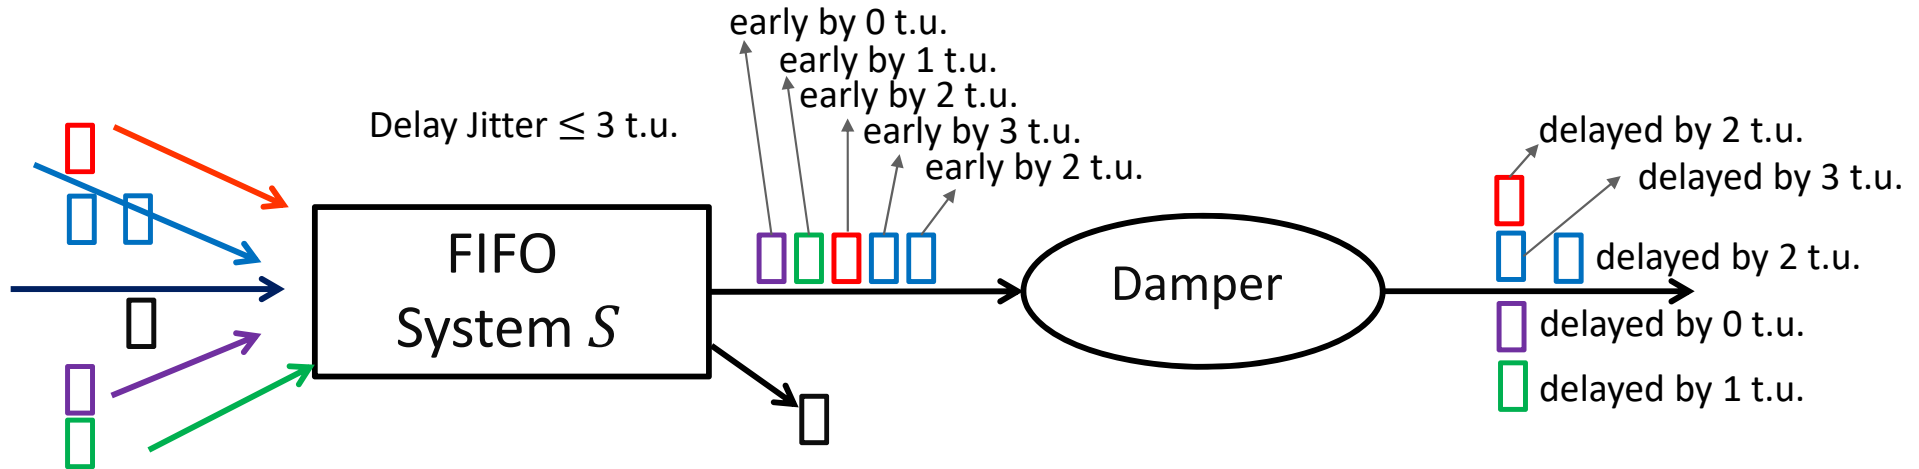 early by 0 t.u.
early by 1 t.u.
early by 2 t.u.
early by 3 t.u.
early by 2 t.u.
Delay Jitter ≤ 3 t.u.
FIFO
System S
Damper
delayed by 2 t.u.
delayed by 3 t.u.
delayed by 2 t.u.
delayed by 0 t.u.
delayed by 1 t.u.